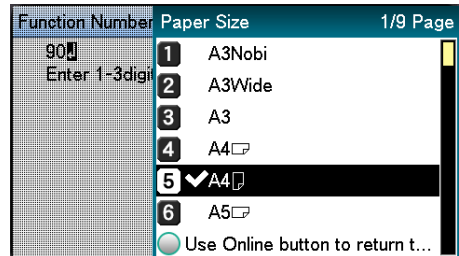 Function Number
90
Enter 1-3digit
Paper Size 1/9 Page
1 A3Nobi
2 A3Wide
3 A3
4 A4
5 A4
6 A5
Use Online button to return t...